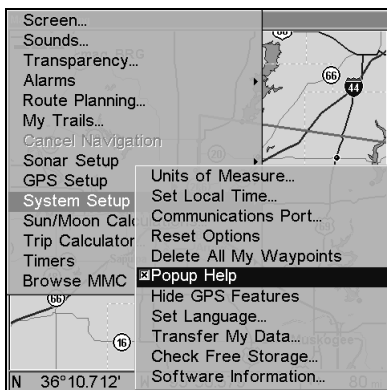 Screen...
Sounds...
Transparency...
Alarms
Route Planning...
My Trails...
Cancel Navigation
Sonar Setup
GPS Setup
System Setup
Sun/Moon Calc
Trip Calculator
Timers
Browse MMC
Units of Measure...
Set Local Time...
Communications Port...
Reset Options
Delete All My Waypoints
Popup Help
Hide GPS Features
Set Language...
Transfer My Data...
Check Free Storage...
Software Information...
66
44
66
16
N 36°10.712'